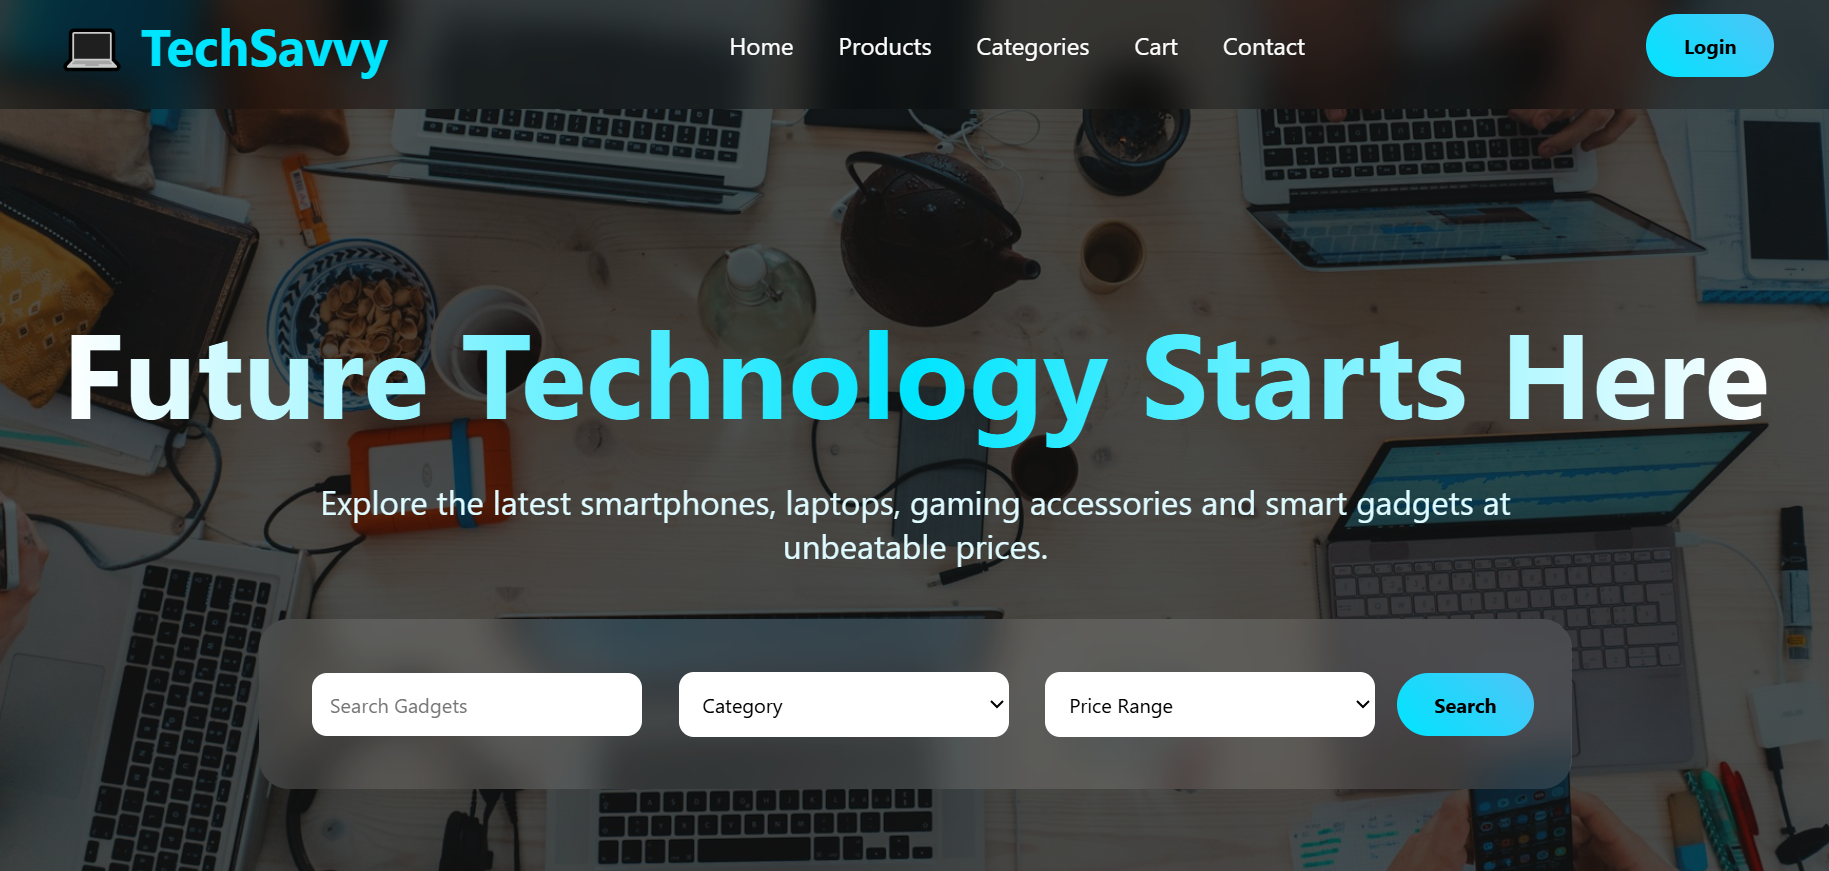 TechSavvy
Home Products Categories Cart Contact
Login
Future Technology Starts Here
Explore the latest smartphones, laptops, gaming accessories and smart gadgets at
unbeatable prices.
Search Gadgets
Category
Price Range
Search